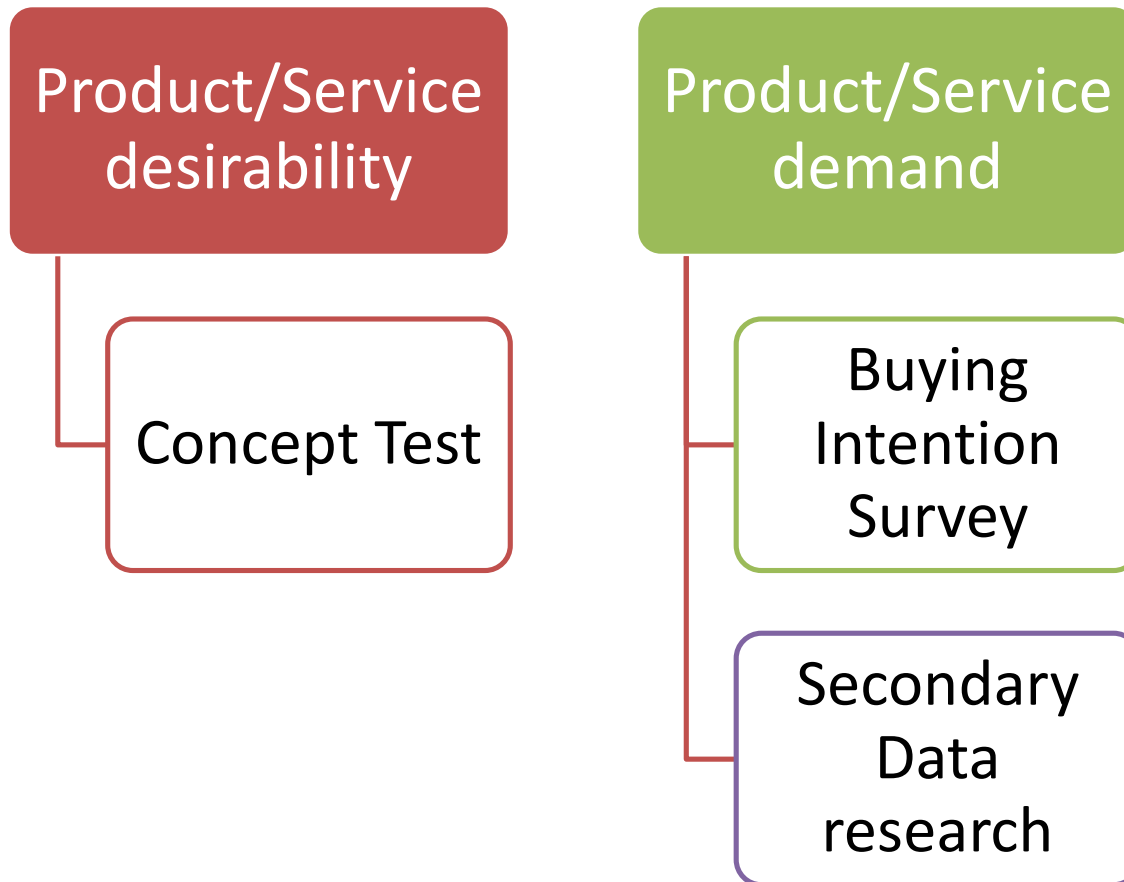 Product/Service
desirability
Concept Test
Product/Service
demand
Buying
Intention
Survey
Secondary
Data
research